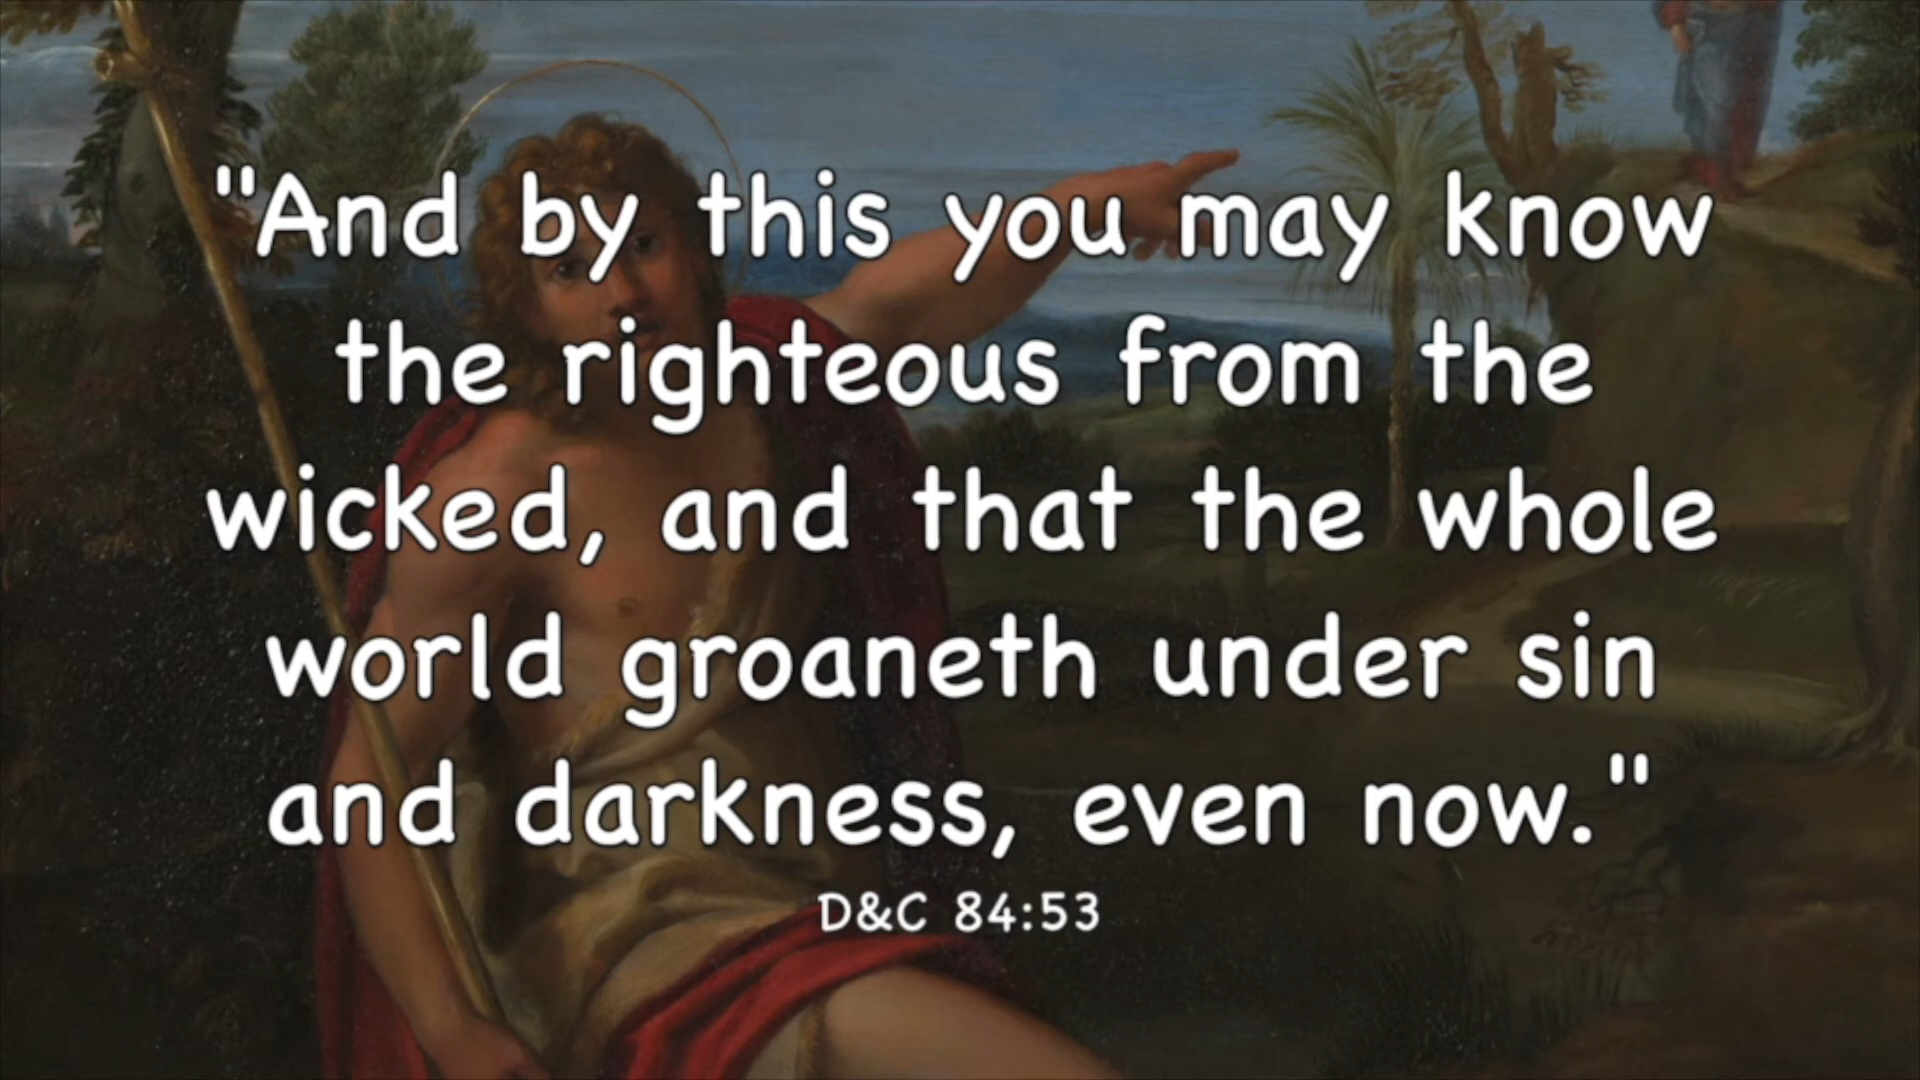 "And by this you may know
the righteous from the
wicked, and that the whole
world groaneth under sin
and darkness, even now."
D&C 84:53